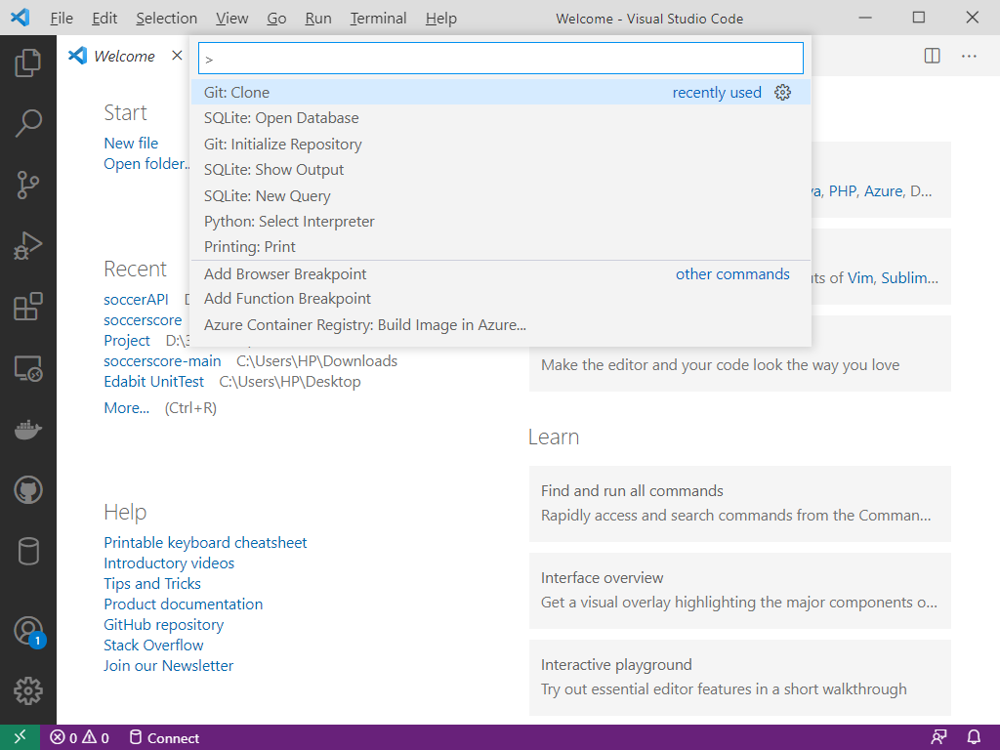 File Edit Selection View Go Run Terminal Help Welcome - Visual Studio Code
Welcome
>
Git: Clone recently used
SQLite: Open Database
Git: Initialize Repository
SQLite: Show Output
SQLite: New Query
Python: Select Interpreter
Printing: Print
Add Browser Breakpoint other commands
Add Function Breakpoint
Azure Container Registry: Build Image in Azure...
Start
New file
Open folder..
Recent
soccerAPI
soccerscore
Project D:\
soccerscore-main C:\Users\HP\Downloads
Edabit UnitTest C:\Users\HP\Desktop
More... (Ctrl+R)
Help
Printable keyboard cheatsheet
Introductory videos
Tips and Tricks
Product documentation
GitHub repository
Stack Overflow
Join our Newsletter
PHP, Azure, D...
of Vim, Sublim...
Make the editor and your code look the way you love
Learn
Find and run all commands
Rapidly access and search commands from the Comman...
Interface overview
Get a visual overlay highlighting the major components o...
Interactive playground
Try out essential editor features in a short walkthrough
1
0 0 Connect